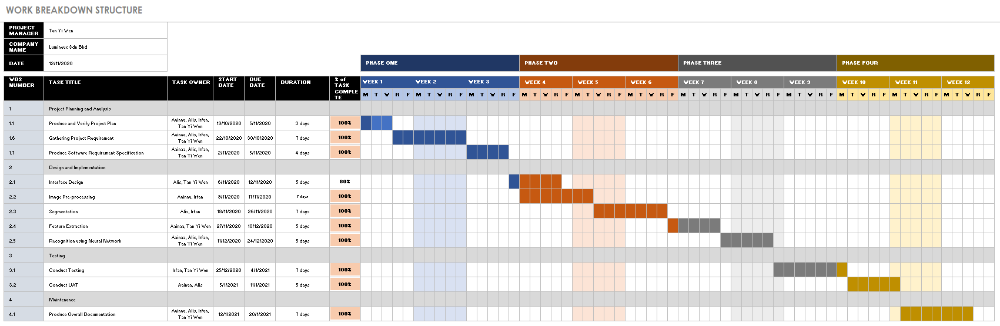 WORK BREAKDOWN STRUCTURE
PROJECT MANAGER Tan Yi Wen
COMPANY NAME Lumineux Sdn Bhd
DATE 12/11/2020
PHASE ONE PHASE TWO PHASE THREE PHASE FOUR
WBS NUMBER TASK TITLE TASK OWNER START DATE DUE DATE DURATION % of TASK COMPLETE WEEK 1 WEEK 2 WEEK 3 WEEK 4 WEEK 5 WEEK 6 WEEK 7 WEEK 8 WEEK 9 WEEK 10 WEEK 11 WEEK 12
M T W R F M T W R F M T W R F M T W R F M T W R F M T W R F M T W R F M T W R F M T W R F M T W R F M T W R F M T W R F
1 Project Planning and Analysis
1.1 Produce and Verify Project Plan Aainaa, Alis, Irfan, Tan Yi Wen 19/10/2020 5/11/2020 3 days 100%
1.6 Gathering Project Requirement Aainaa, Alis, Irfan, Tan Yi Wen 22/10/2020 30/10/2020 7 days 100%
1.7 Produce Software Requirement Specification Aainaa, Alis, Irfan, Tan Yi Wen 2/11/2020 5/11/2020 4 days 100%
2 Design and Implementation
2.1 Interface Design Alis, Tan Yi Wen 6/11/2020 12/11/2020 5 days 80%
2.2 Image Pre-processing Aainaa, Irfan 9/11/2020 17/11/2020 7 days 100%
2.3 Segmentation Alis, Irfan 18/11/2020 26/11/2020 7 days 100%
2.4 Feature Extraction Aainaa, Tan Yi Wen 27/11/2020 10/12/2020 5 days 100%
2.5 Recognition using Neural Network Aainaa, Alis, Irfan, Tan Yi Wen 11/12/2020 24/12/2020 5 days 100%
3 Testing
3.1 Conduct Testing Irfan, Tan Yi Wen 25/12/2020 4/1/2021 7 days 100%
3.2 Conduct UAT Aainaa, Alis 5/1/2021 11/1/2021 5 days 100%
4 Maintenance
4.1 Produce Overall Documentation Aainaa, Alis, Irfan, Tan Yi Wen 12/1/2021 20/1/2021 7 days 100%